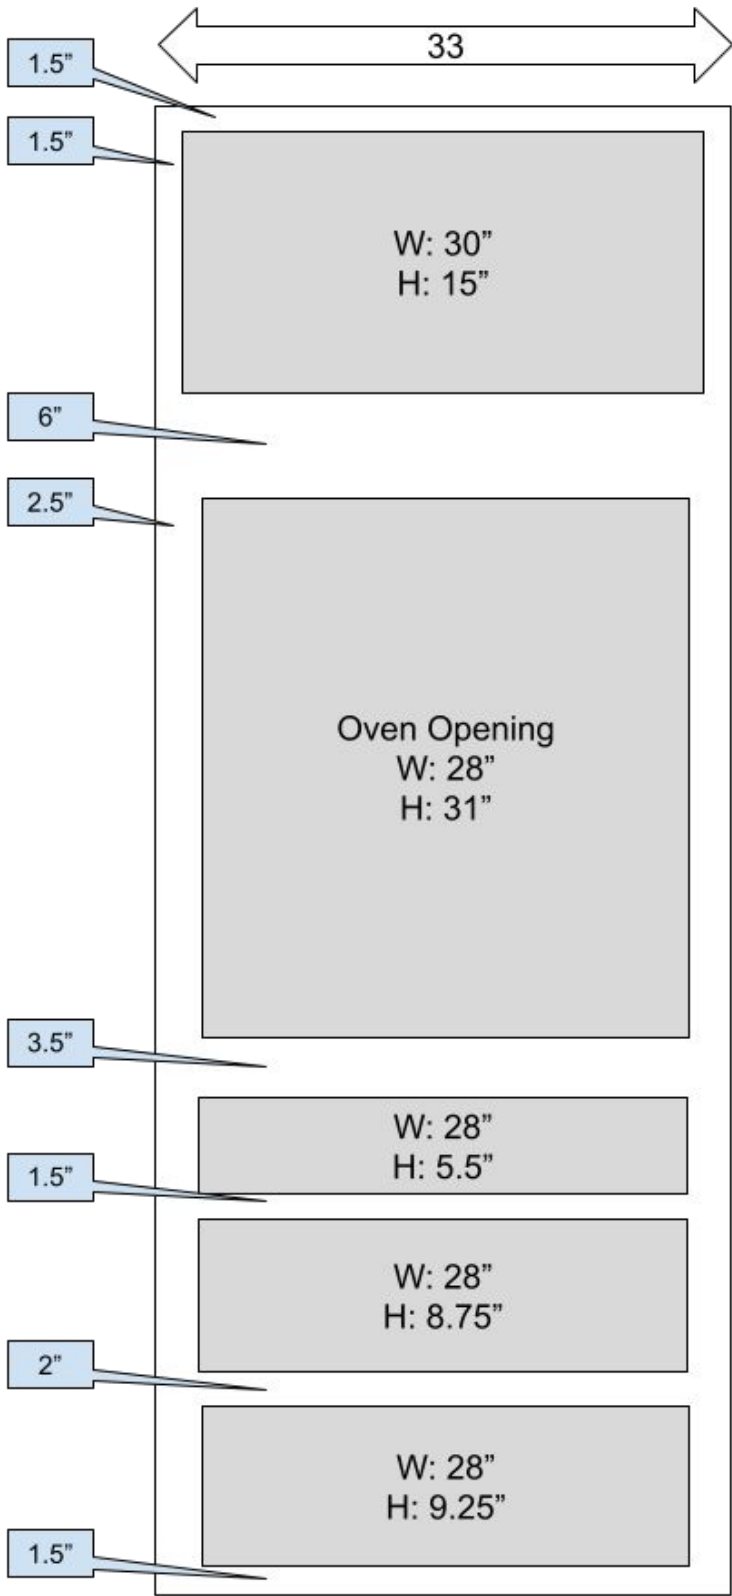 33
1.5”
1.5”
W: 30”
H: 15”
6”
2.5”
Oven Opening
W: 28”
H: 31”
3.5”
W: 28”
H: 5.5”
1.5”
W: 28”
H: 8.75”
2”
W: 28”
H: 9.25”
1.5”